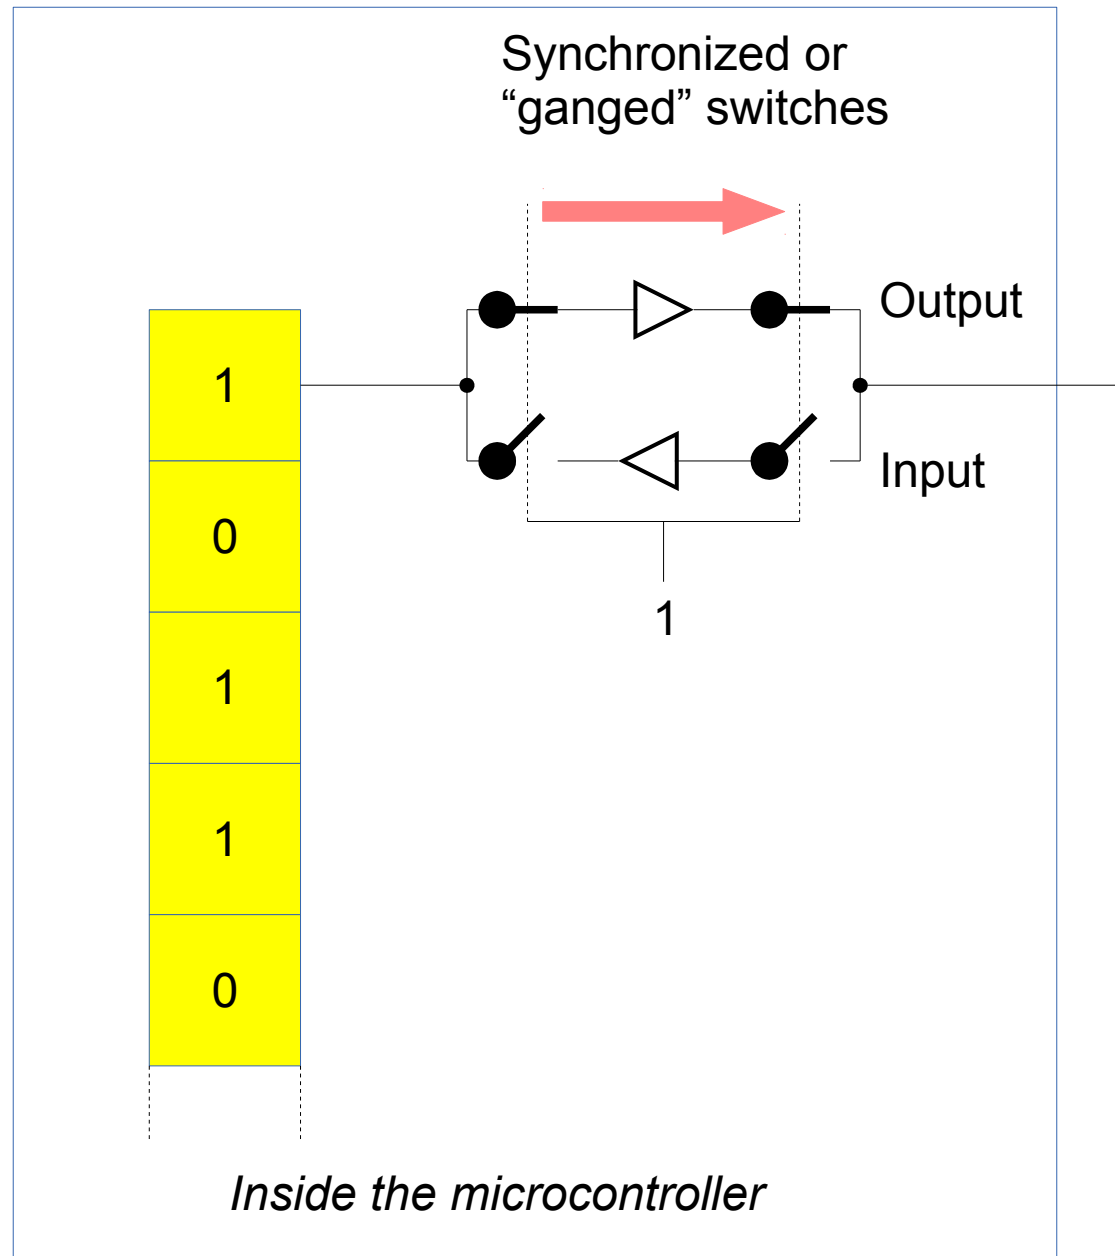 Synchronized or
“ganged” switches
Output
1
Input
0
1
1
1
0
Inside the microcontroller